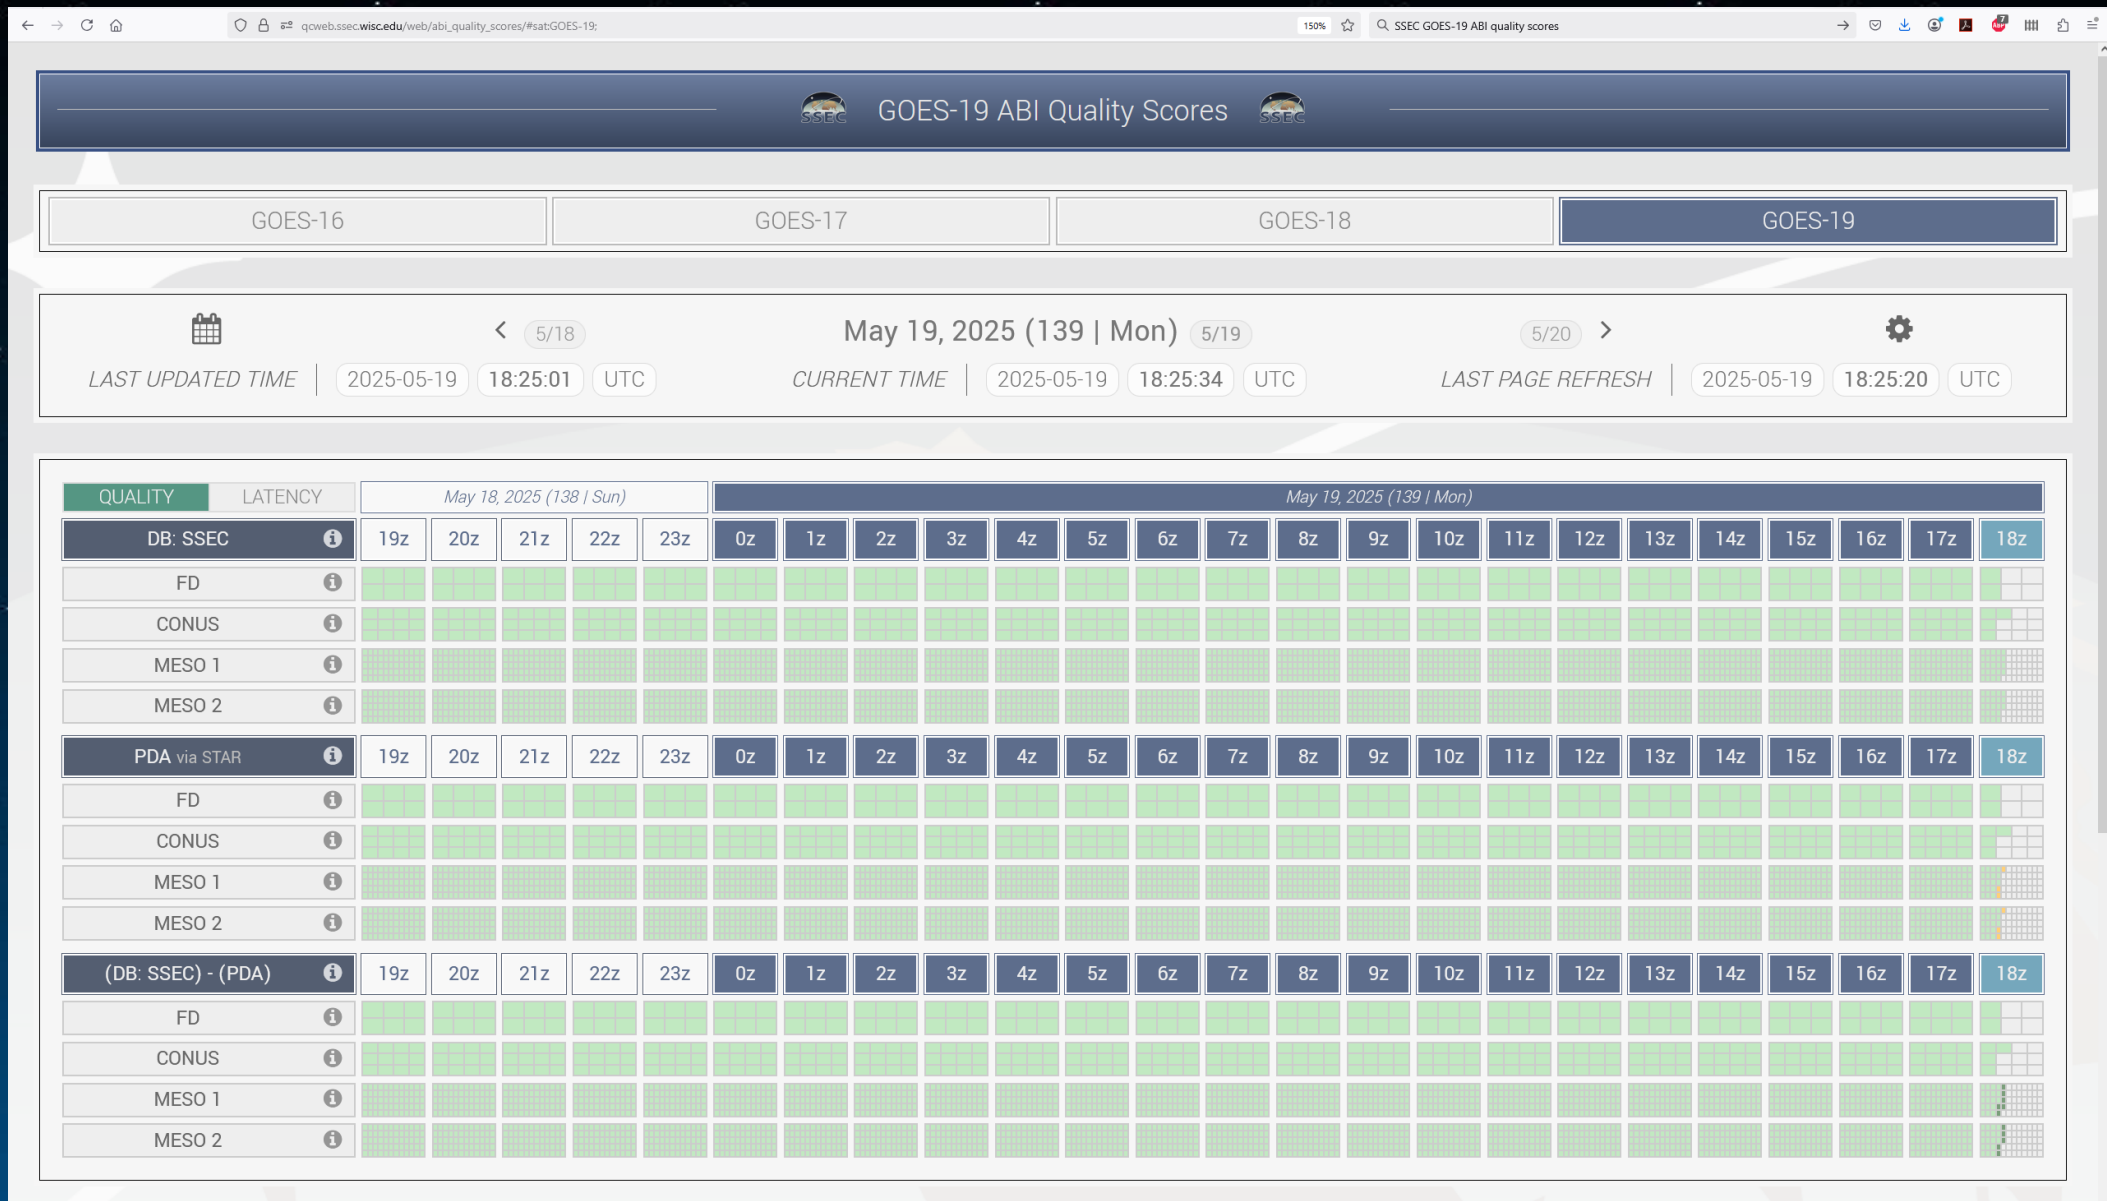 qcweb.ssec.wisc.edu/web/abi_quality_scores/#sat:GOES-19;
150%
SSEC GOES-19 ABI quality scores
7
SSEC GOES-19 ABI Quality Scores SSEC
GOES-16 GOES-17 GOES-18 GOES-19
5/18 May 19, 2025 (139 | Mon) 5/19 5/20
LAST UPDATED TIME 2025-05-19 18:25:01 UTC CURRENT TIME 2025-05-19 18:25:34 UTC LAST PAGE REFRESH 2025-05-19 18:25:20 UTC
QUALITY LATENCY May 18, 2025 (138 | Sun) May 19, 2025 (139 | Mon)
DB: SSEC 19z 20z 21z 22z 23z 0z 1z 2z 3z 4z 5z 6z 7z 8z 9z 10z 11z 12z 13z 14z 15z 16z 17z 18z
FD
CONUS
MESO 1
MESO 2
PDA via STAR 19z 20z 21z 22z 23z 0z 1z 2z 3z 4z 5z 6z 7z 8z 9z 10z 11z 12z 13z 14z 15z 16z 17z 18z
FD
CONUS
MESO 1
MESO 2
(DB: SSEC) - (PDA) 19z 20z 21z 22z 23z 0z 1z 2z 3z 4z 5z 6z 7z 8z 9z 10z 11z 12z 13z 14z 15z 16z 17z 18z
FD
CONUS
MESO 1
MESO 2